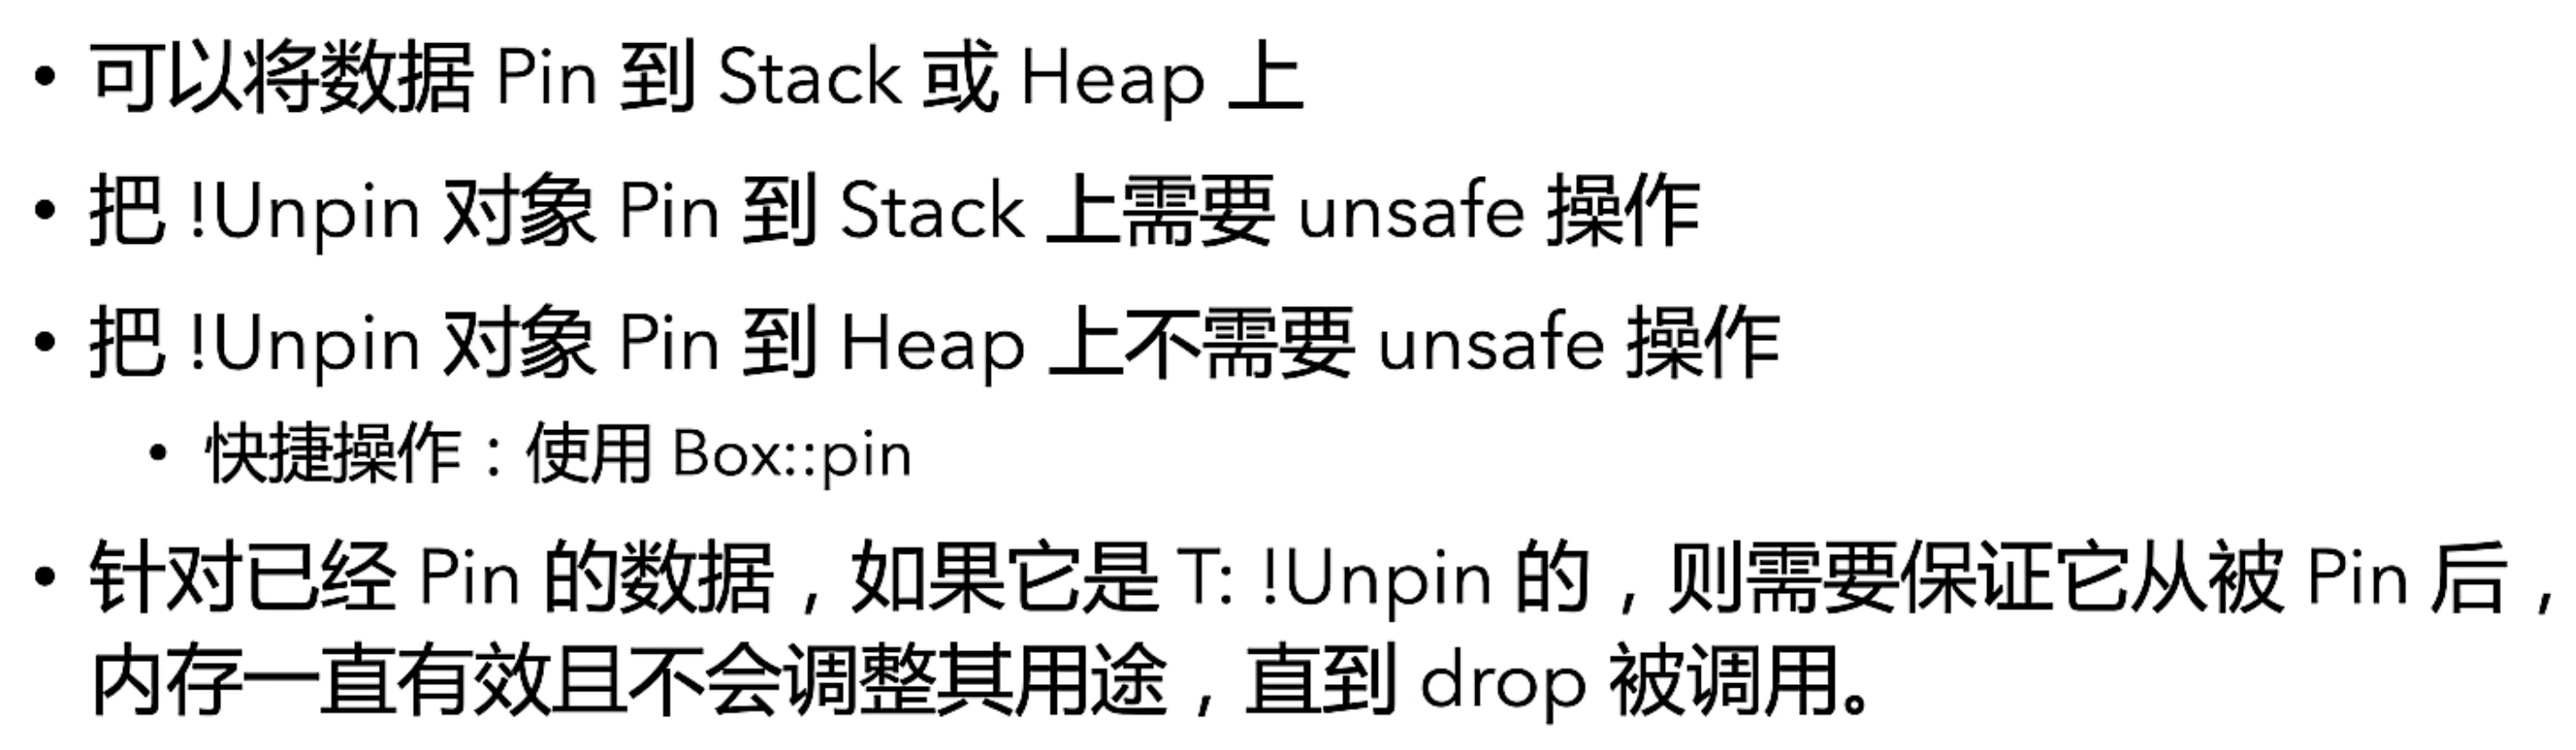 • 可以将数据 Pin 到 Stack 或 Heap 上
• 把 !Unpin 对象 Pin 到 Stack 上需要 unsafe 操作
• 把 !Unpin 对象 Pin 到 Heap 上不需要 unsafe 操作
• 快捷操作：使用 Box::pin
• 针对已经 Pin 的数据，如果它是 T: !Unpin 的，则需要保证它从被 Pin 后，
内存一直有效且不会调整其用途，直到 drop 被调用。